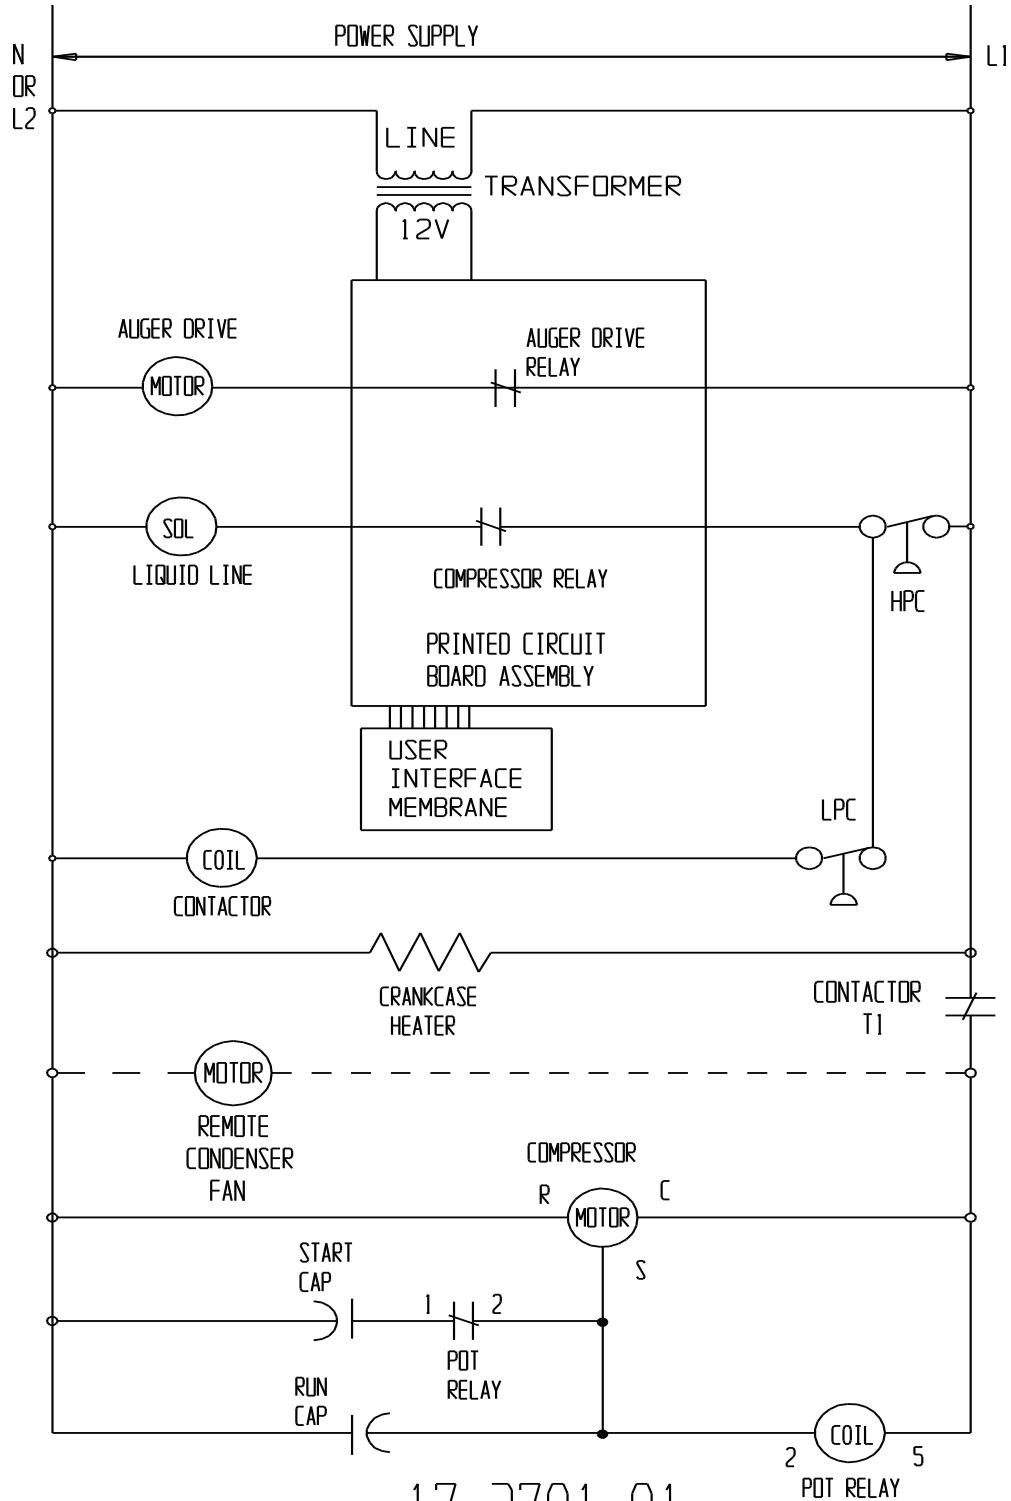 POWER SUPPLY
N
OR
L2
L1
LINE
TRANSFORMER
12V
AUGER DRIVE
MOTOR
AUGER DRIVE
RELAY
SOL
LIQUID LINE
COMPRESSOR RELAY
HPC
PRINTED CIRCUIT
BOARD ASSEMBLY
USER
INTERFACE
MEMBRANE
LPC
COIL
CONTACTOR
CRANKCASE
HEATER
CONTACTOR
T1
MOTOR
REMOTE
CONDENSER
FAN
COMPRESSOR
R
C
MOTOR
S
START
CAP
1
2
POT
RELAY
RUN
CAP
COIL
2
5
POT RELAY